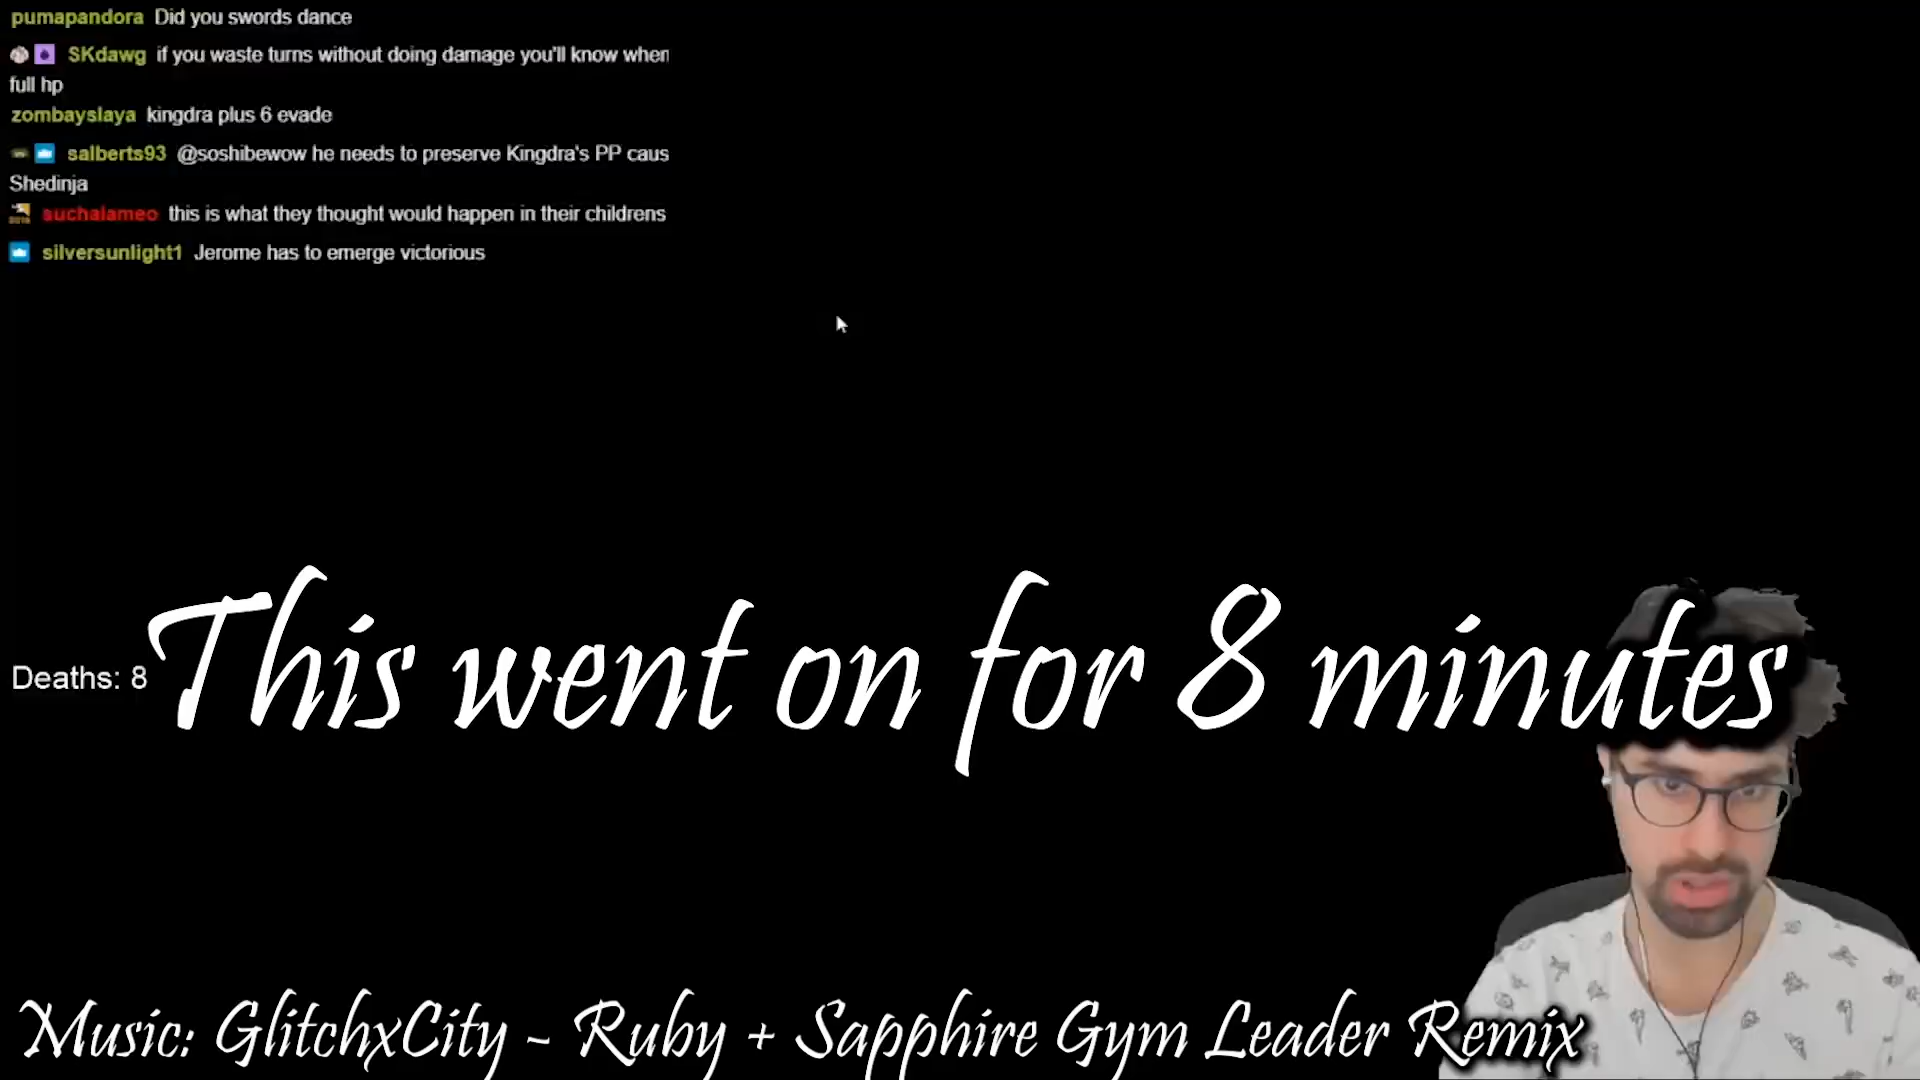 pumapandora Did you swords dance
SKdawg if you waste turns without doing damage you'll know when
full hp
zombayslaya kingdra plus 6 evade
salberts93 @soshibewow he needs to preserve Kingdra's PP caus
Shedinja
suchalameo this is what they thought would happen in their childrens
silversunlight1 Jerome has to emerge victorious
Deaths: 8
This went on for 8 minutes
Music: GlitchxCity - Ruby + Sapphire Gym Leader Remix